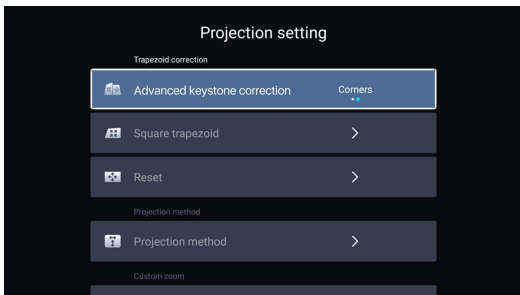 Projection setting
Trapezoid correction
Advanced keystone correction Corners
Square trapezoid
Reset
Projection method
Projection method
Custom zoom